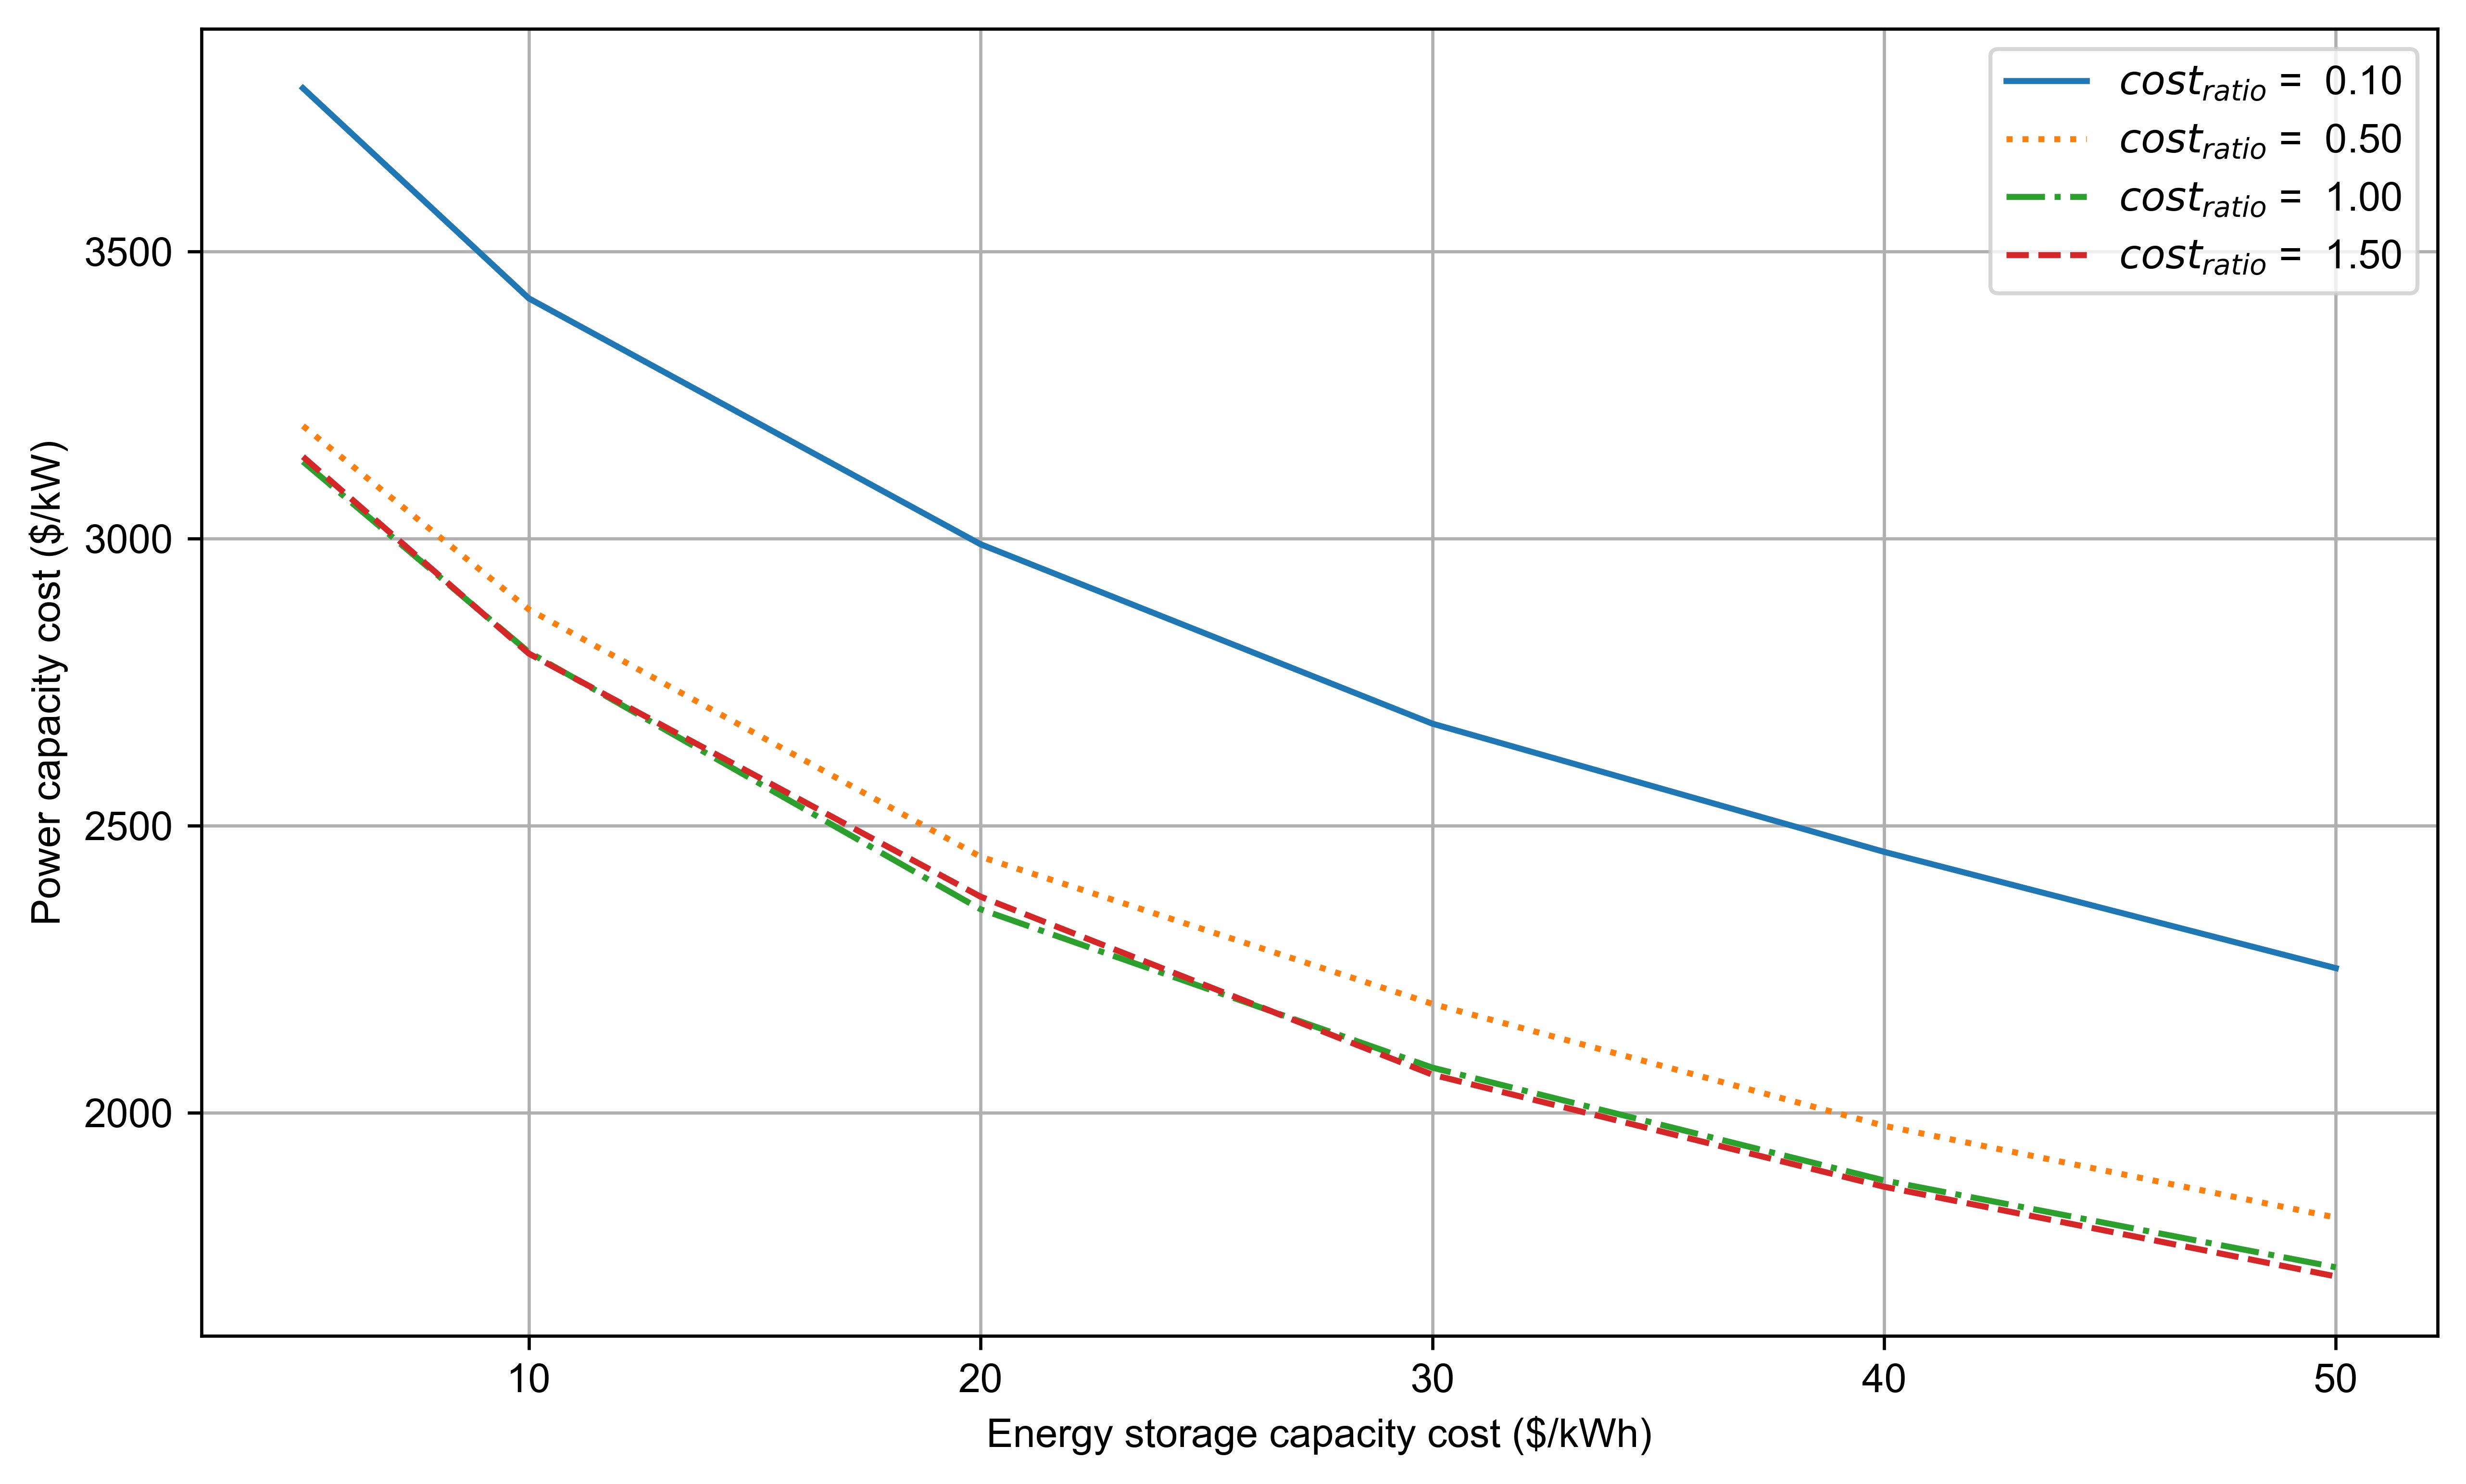 cost_ratio = 0.10
cost_ratio = 0.50
cost_ratio = 1.00
cost_ratio = 1.50
Power capacity cost ($/kW)
3500
3000
2500
2000
10 20 30 40 50
Energy storage capacity cost ($/kWh)